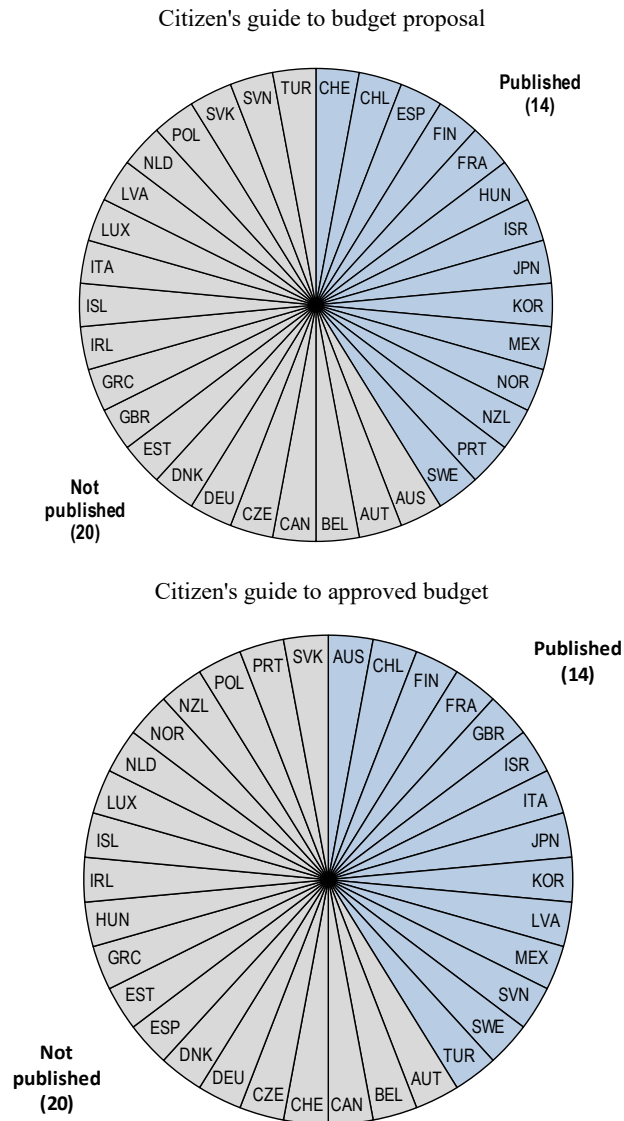 Citizen's guide to budget proposal
Published
(14)
CHE
CHL
ESP
FIN
FRA
HUN
ISR
JPN
KOR
MEX
NOR
NZL
PRT
SWE
AUS
AUT
BEL
CAN
CZE
DEU
DNK
EST
GBR
GRC
IRL
ISL
ITA
LUX
LVA
NLD
POL
SVK
SVN
TUR
Not
published
(20)
Citizen's guide to approved budget
Published
(14)
AUS
CHL
FIN
FRA
GBR
ISR
ITA
JPN
KOR
LVA
MEX
SVN
SWE
TUR
AUT
BEL
CAN
CHE
CZE
DEU
DNK
ESP
EST
GRC
HUN
IRL
ISL
LUX
NLD
NOR
NZL
POL
PRT
SVK
Not
published
(20)